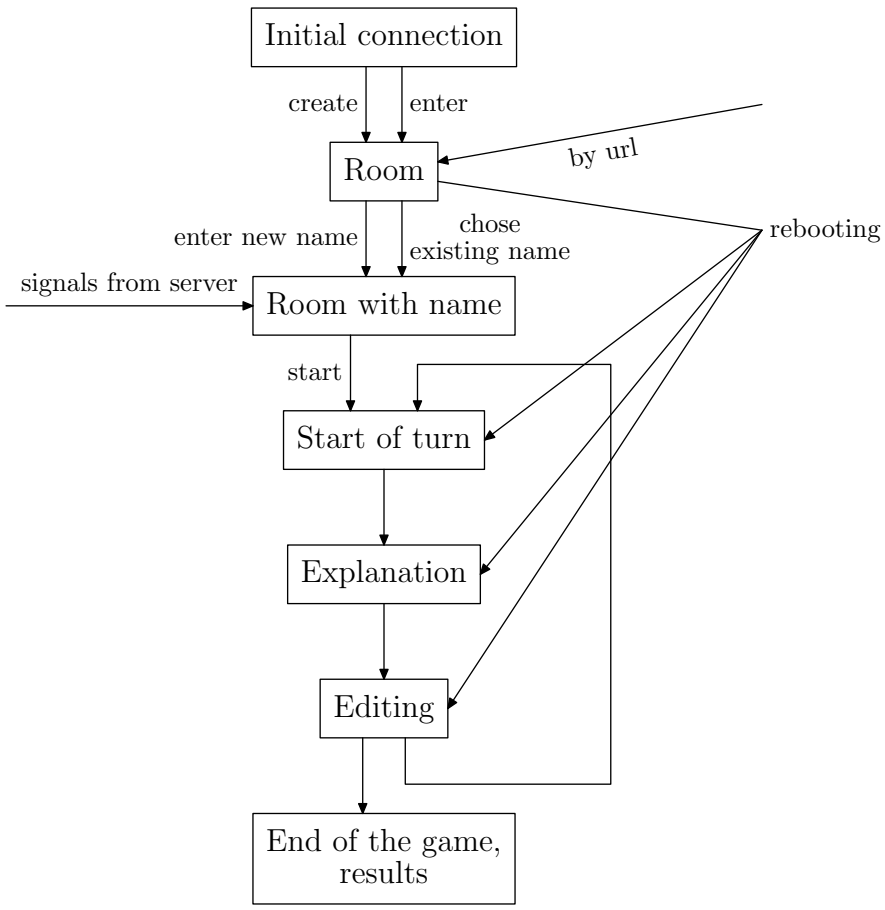 Initial connection
create
enter
by url
Room
rebooting
enter new name
chose
existing name
signals from server
Room with name
start
Start of turn
Explanation
Editing
End of the game,
results